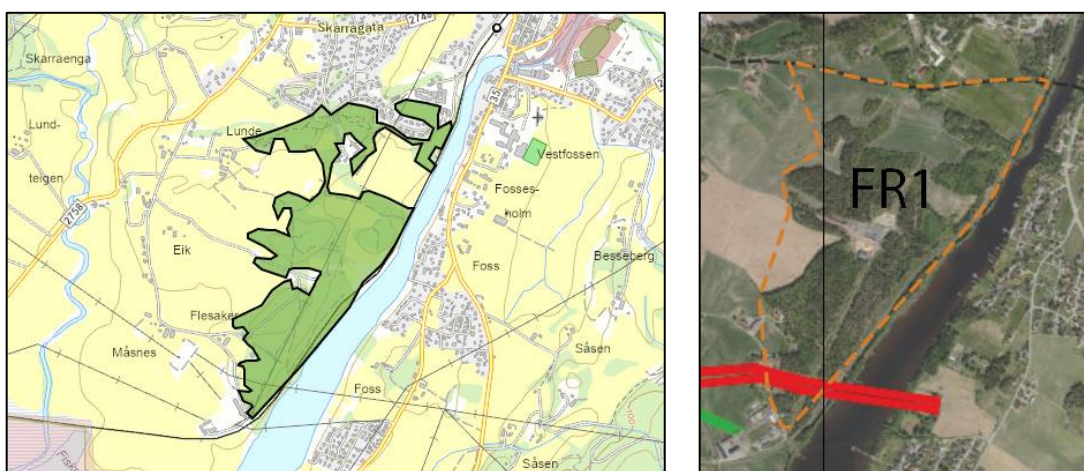 Skarragata
2748
Skarraenga
35
Lund-
teigen
Lunde
Vestfossen
Fosses-
holm
2758
Eik
Foss
Besseberg
Flesaker
Måsnes
Såsen
Foss
Såsen
FR1